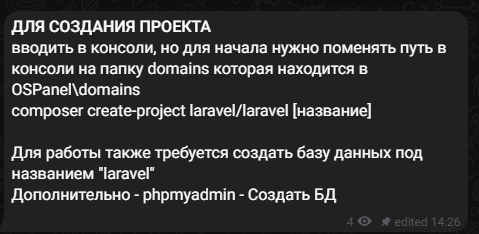 ДЛЯ СОЗДАНИЯ ПРОЕКТА
вводить в консоли, но для начала нужно поменять путь в
консоли на папку domains которая находится в
OSPanel\domains
composer create-project laravel/laravel [название]

Для работы также требуется создать базу данных под
названием "laravel"
Дополнительно - phpmyadmin - Создать БД
4 edited 14:26